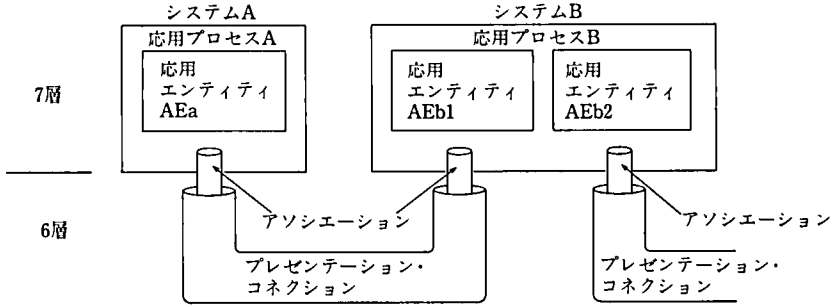 システムA
システムB
応用プロセスA
応用プロセスB
応用
エンティティ
AEa
応用
エンティティ
AEb1
応用
エンティティ
AEb2
7層
6層
アソシエーション
アソシエーション
プレゼンテーション・
コネクション
プレゼンテーション・
コネクション